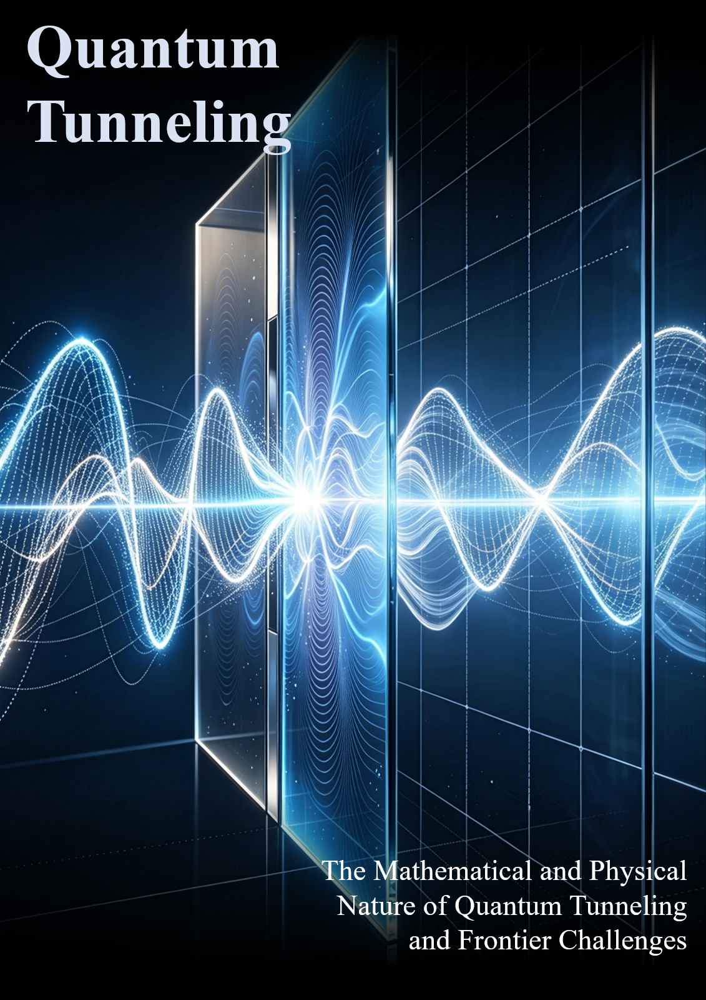 Quantum
Tunneling
The Mathematical and Physical
Nature of Quantum Tunneling
and Frontier Challenges